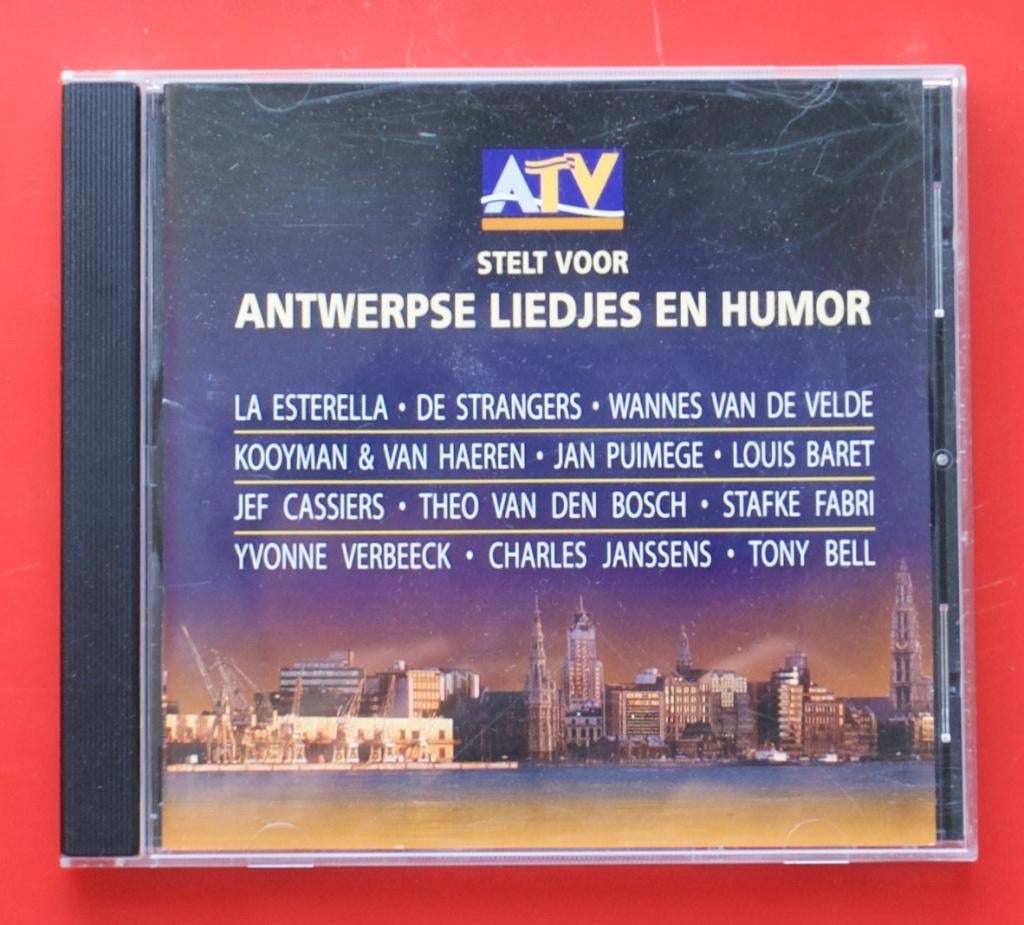 ATV
STELT VOOR
ANTWERPSE LIEDJES EN HUMOR
LA ESTERELLA • DE STRANGERS • WANNES VAN DE VELDE
KOOYMAN & VAN HAEREN • JAN PUIMEGE • LOUIS BARET
JEF CASSIERS • THEO VAN DEN BOSCH • STAFKE FABRI
YVONNE VERBEECK • CHARLES JANSSENS • TONY BELL